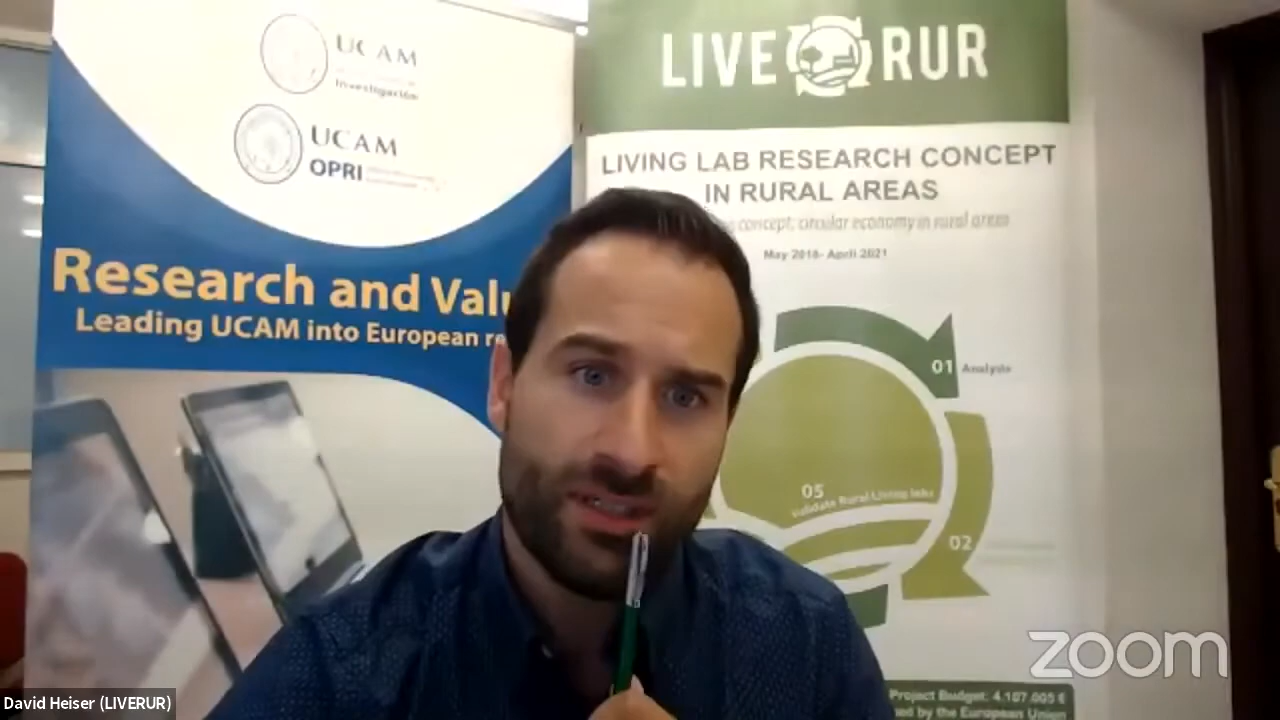 UCAM
Investigación
UCAM
OPRI
Research and Valu
Leading UCAM into European re
LIVE RUR
LIVING LAB RESEARCH CONCEPT
IN RURAL AREAS
concept; circular economy in rural areas
May 2018- April 2021
01 Analysis
05
Validate Rural Living labs
02
Project Budget: 4.107.005 €
by the European Union
zoom
David Heiser (LIVERUR)